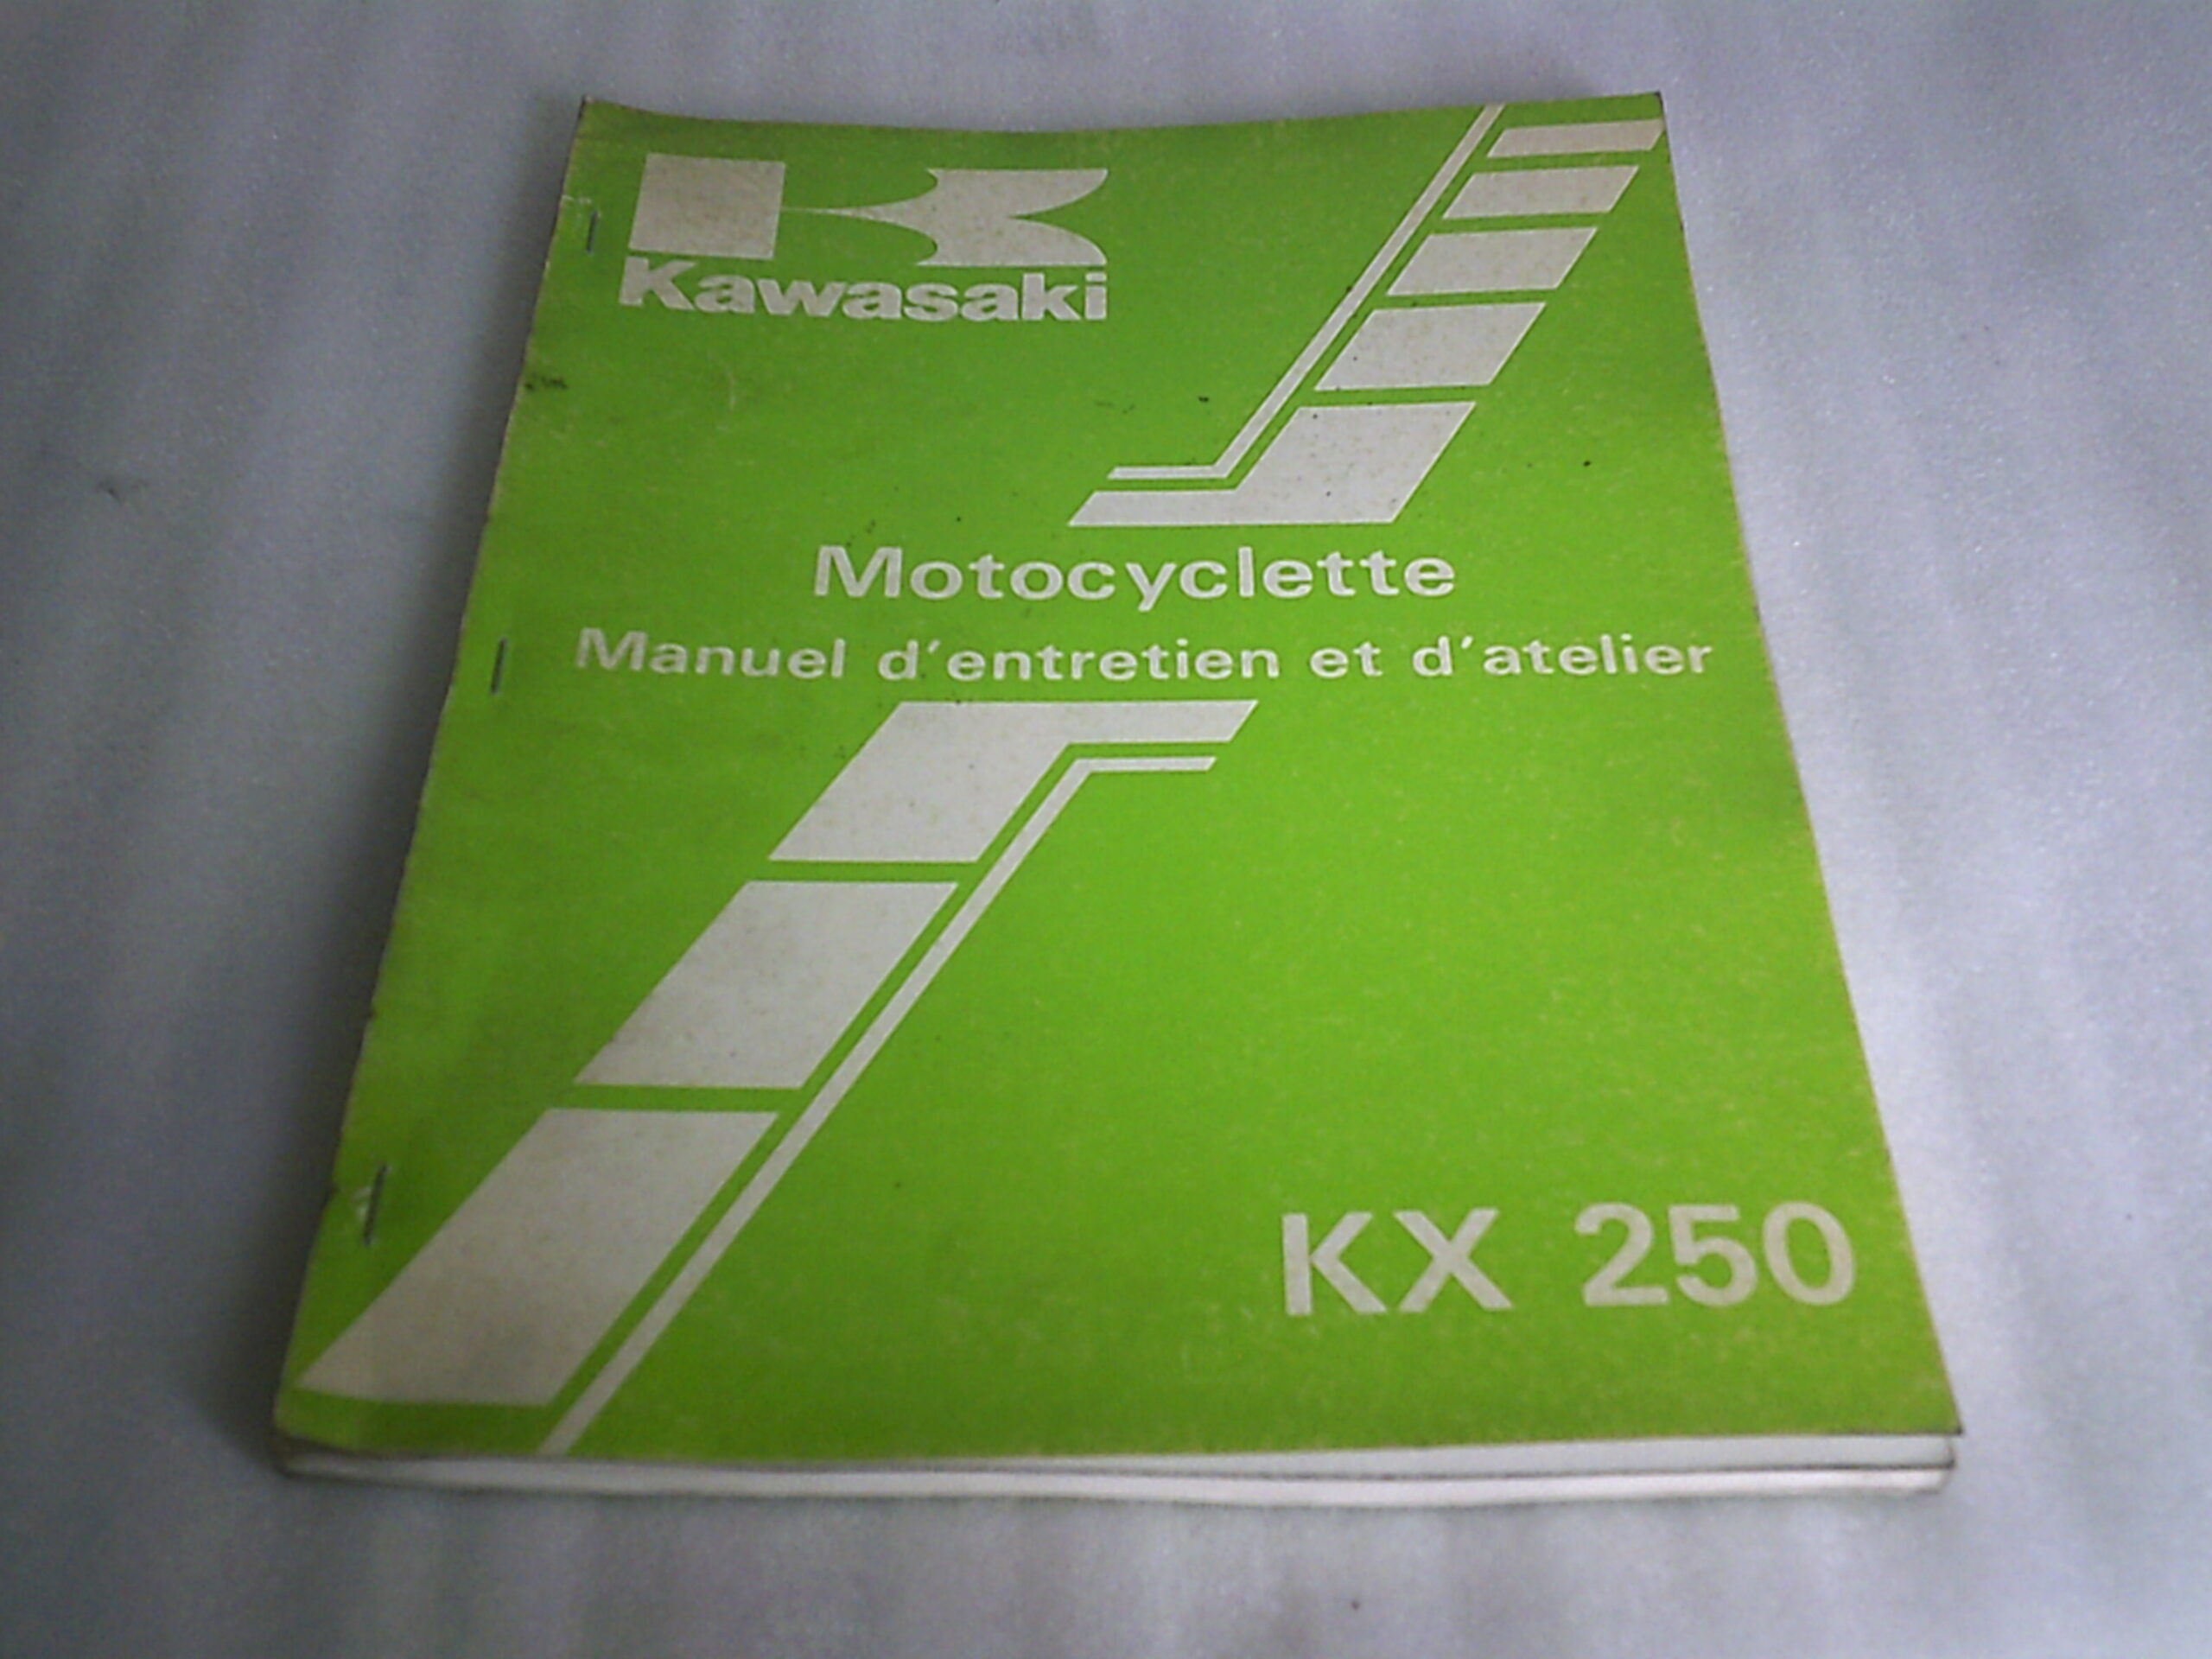 Kawasaki
Motocyclette
Manuel d'entretien et d'atelier
KX 250